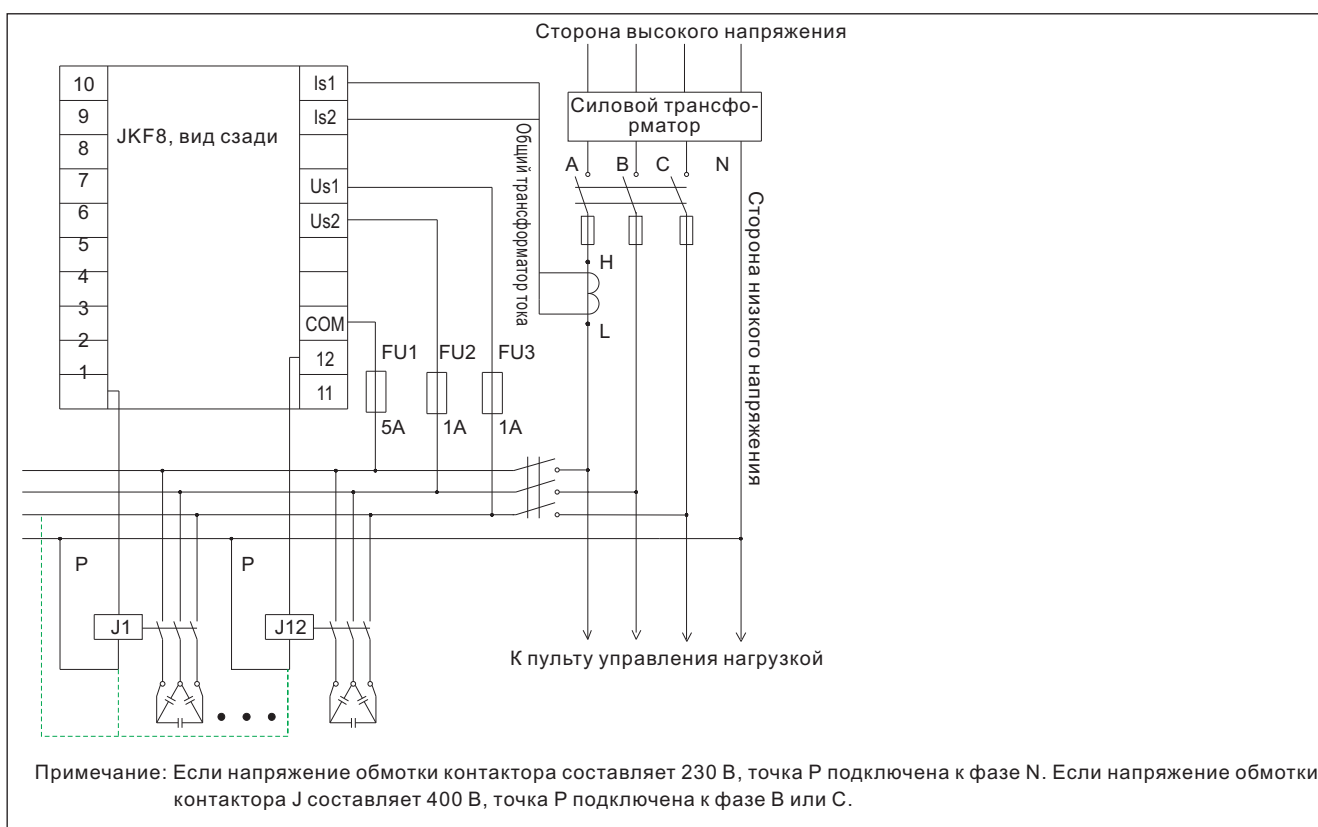 Сторона высокого напряжения
Силовой трансфо-
рматор
10
9
8
7
6
5
4
3
2
1
JKF8, вид сзади
Is1
Is2
Us1
Us2
COM
12
11
Общий трансформатор тока
A
B
C
N
H
L
Сторона низкого напряжения
FU1
FU2
FU3
5A
1A
1A
P
P
J1
J12
К пульту управления нагрузкой
Примечание: Если напряжение обмотки контактора составляет 230 В, точка Р подключена к фазе N. Если напряжение обмотки
контактора J составляет 400 В, точка Р подключена к фазе В или С.